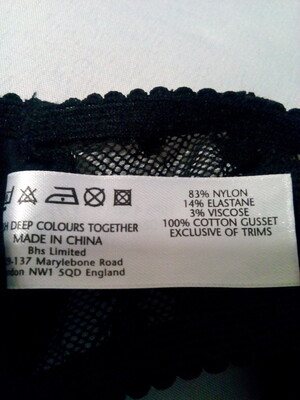 DEEP COLOURS TOGETHER
MADE IN CHINA
Bhs Limited
-137 Marylebone Road
NW1 5QD England
83% NYLON
14% ELASTANE
3% VISCOSE
100% COTTON GUSSET
EXCLUSIVE OF TRIMS